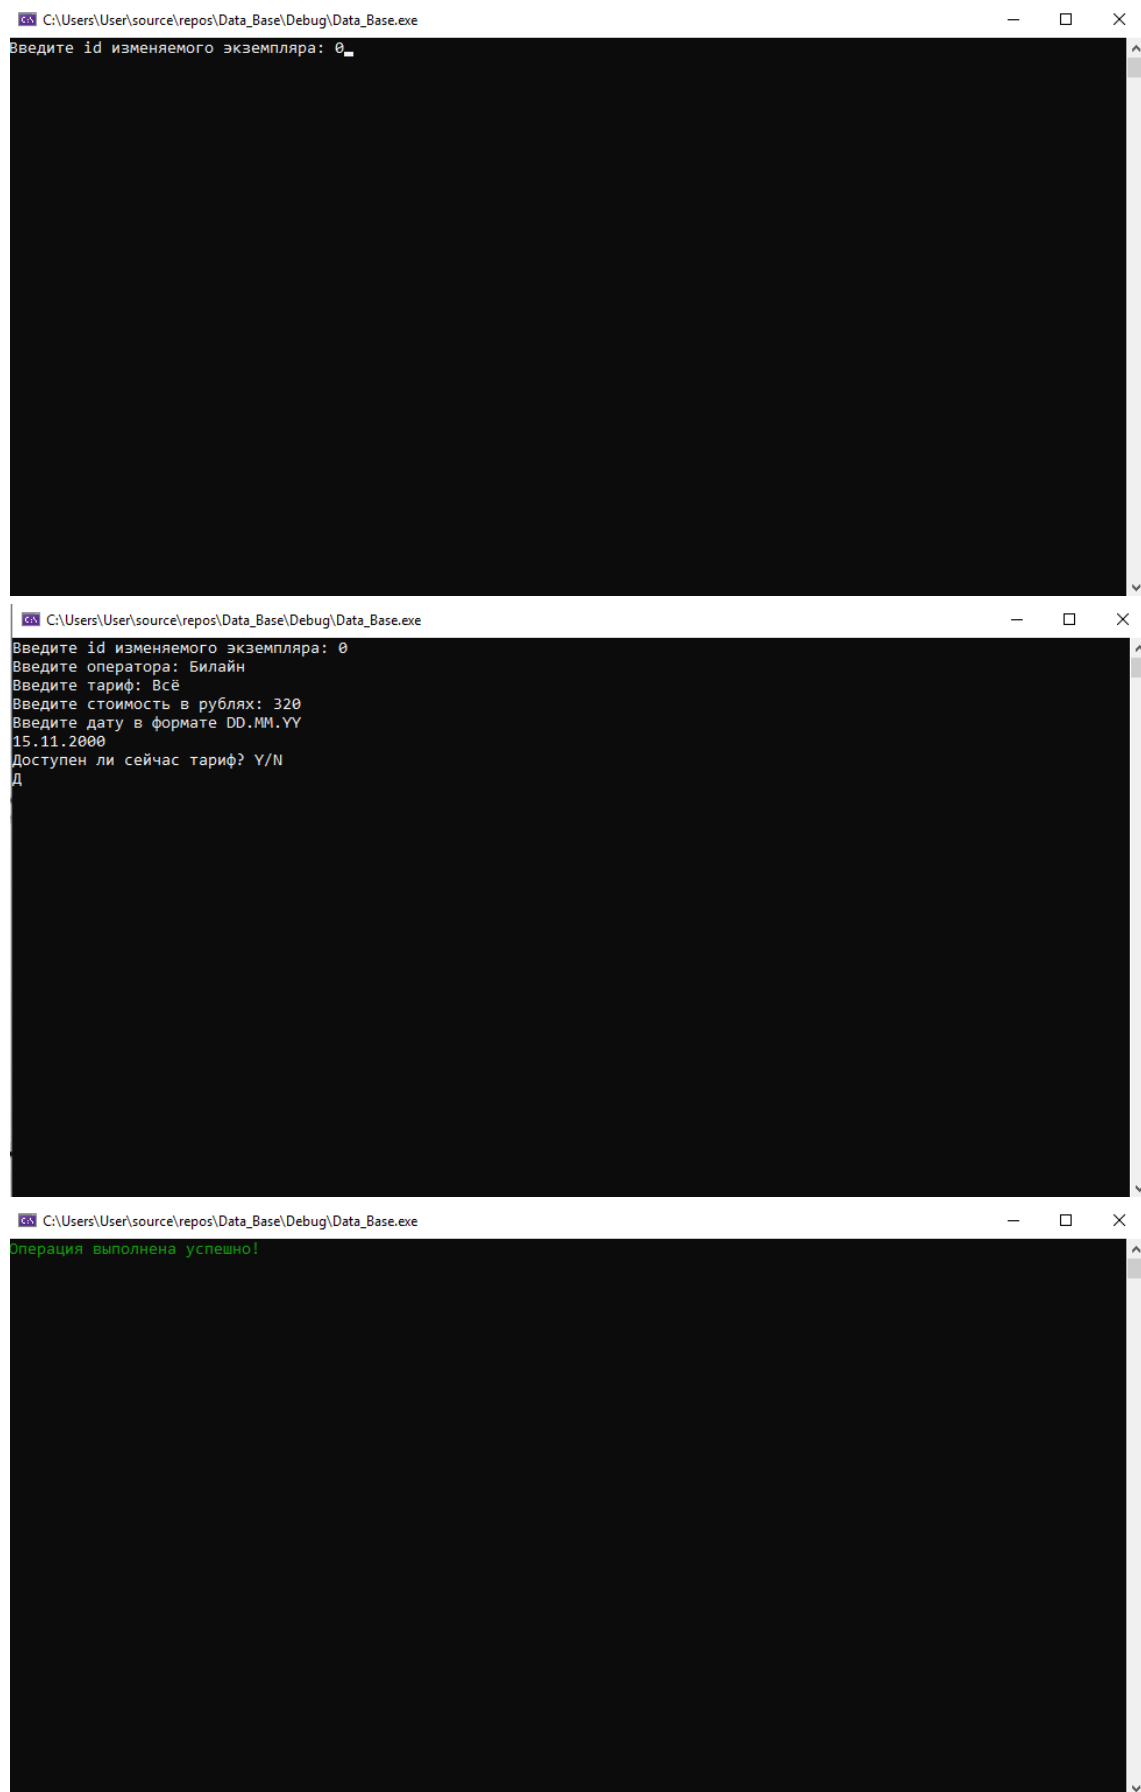 C:\Users\User\source\repos\Data_Base\Debug\Data_Base.exe
Введите id изменяемого экземпляра: 0
C:\Users\User\source\repos\Data_Base\Debug\Data_Base.exe
Введите id изменяемого экземпляра: 0
Введите оператора: Билайн
Введите тариф: Всё
Введите стоимость в рублях: 320
Введите дату в формате DD.MM.YY
15.11.2000
Доступен ли сейчас тариф? Y/N
Д
C:\Users\User\source\repos\Data_Base\Debug\Data_Base.exe
Операция выполнена успешно!